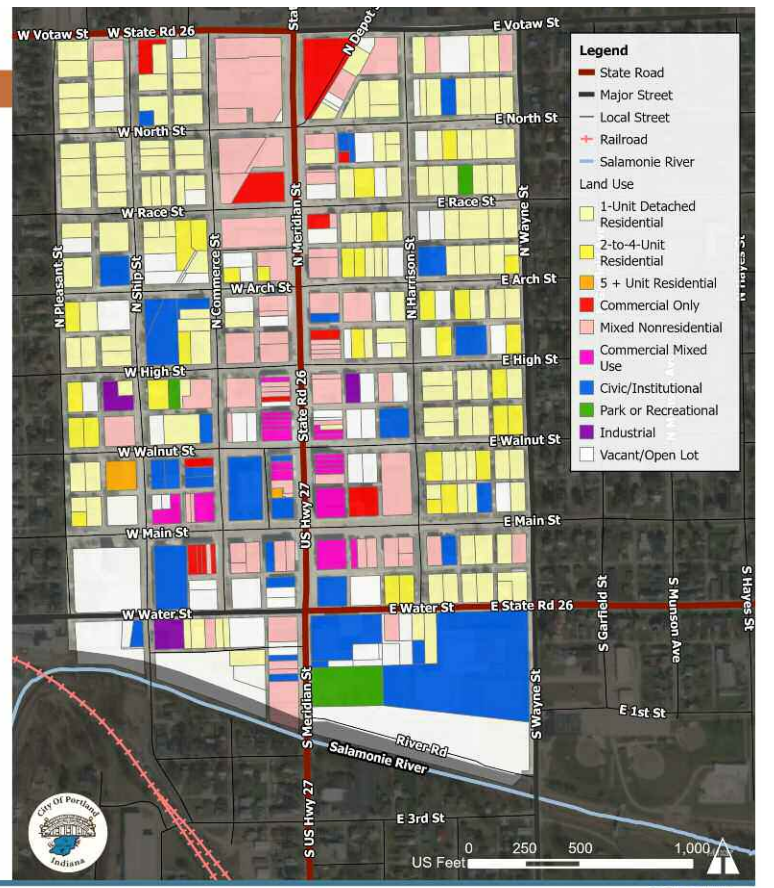 W Votaw St
W State Rd 26
N Depot
E Votaw St
W North St
E North St
W Race St
E Race St
N Meridian St
N Wayne St
N Pleasant St
N Ship St
N Commerce St
N Harrison St
W Arch St
E Arch St
W High St
E High St
State Rd 26
W Walnut St
E Walnut St
US Hwy 27
W Main St
E Main St
W Water St
E Water St
E State Rd 26
S Garfield St
S Munson Ave
S Hayes St
S Meridian St
S Wayne St
E 1st St
River Rd
Salamonie River
S US Hwy 27
E 3rd St
Legend
State Road
Major Street
Local Street
Railroad
Salamonie River
Land Use
1-Unit Detached
Residential
2-to-4-Unit
Residential
5 + Unit Residential
Commercial Only
Mixed Nonresidential
Commercial Mixed
Use
Civic/Institutional
Park or Recreational
Industrial
Vacant/Open Lot
N Hayes St
City Of Portland
Indiana
US Feet
0 250 500 1,000